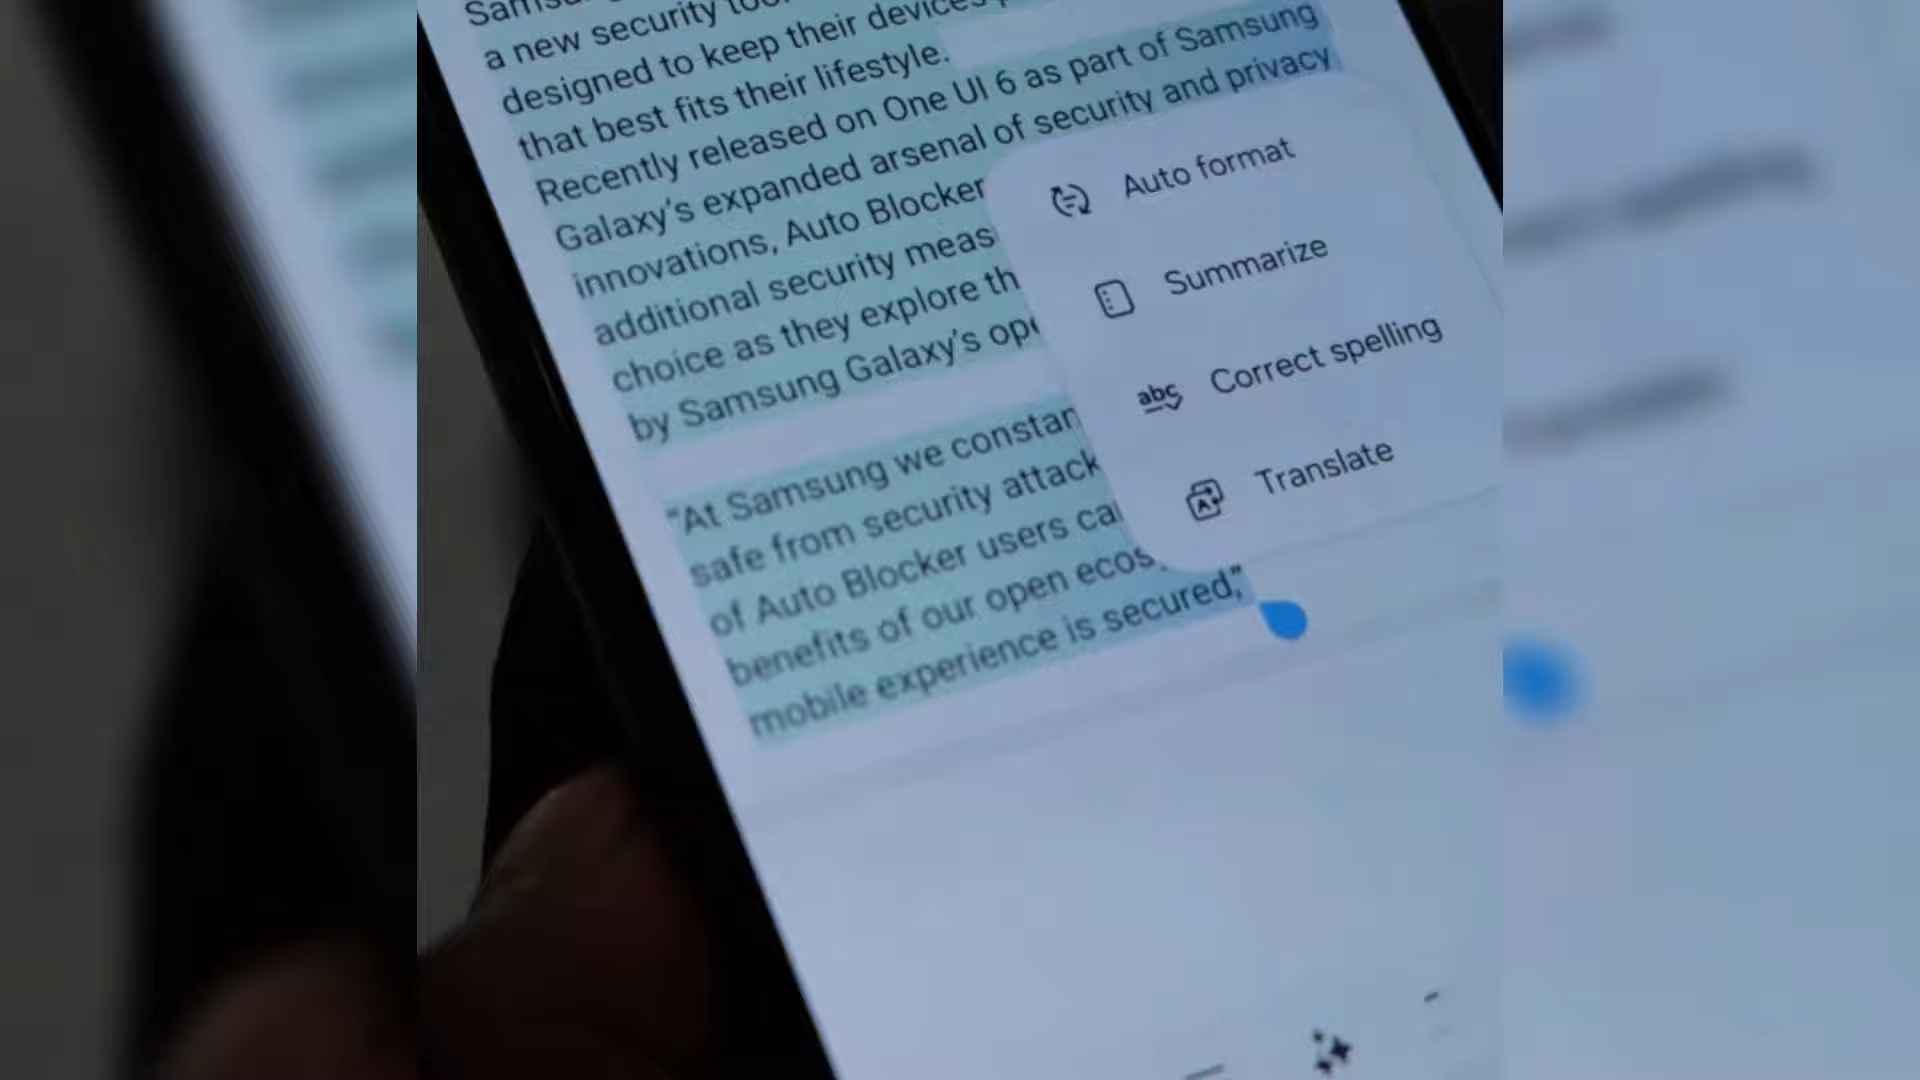 a new security
designed to keep their devices
that best fits their lifestyle.
Recently released on One UI 6 as part of Samsung
Galaxy's expanded arsenal of security and privacy
innovations, Auto Blocker
additional security meas
choice as they explore th
by Samsung Galaxy's ope
"At Samsung we constan
safe from security attack
of Auto Blocker users ca
benefits of our open ecos
mobile experience is secured,"
Auto format
Summarize
abc Correct spelling
A Translate